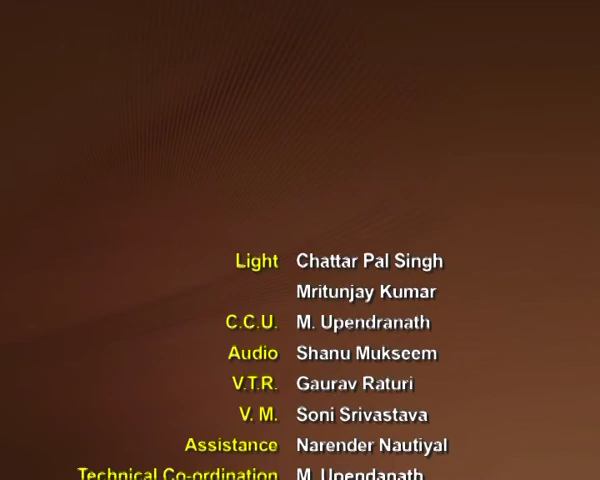 Light Chattar Pal Singh
Mritunjay Kumar
C.C.U. M. Upendranath
Audio Shanu Mukseem
V.T.R. Gaurav Raturi
V. M. Soni Srivastava
Assistance Narender Nautiyal
Technical Co-ordination M. Upendanath